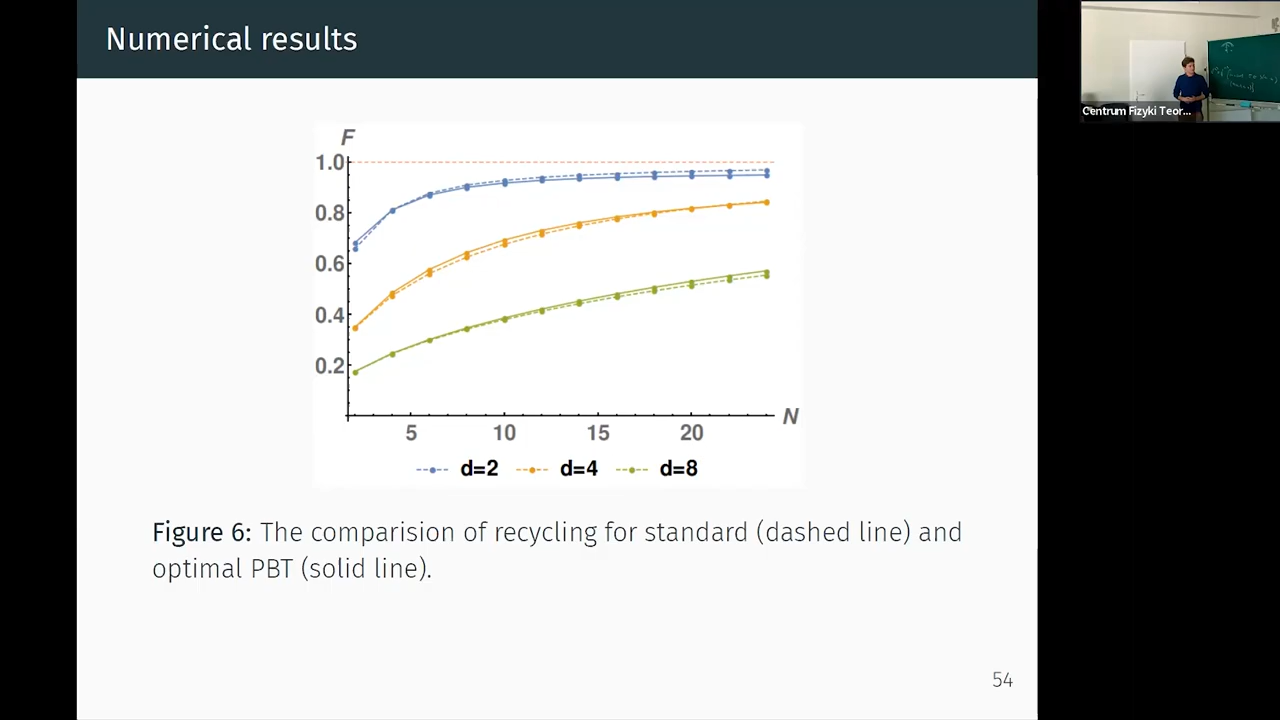 Numerical results
Centrum Fizyki Teor...
F
1.0
0.8
0.6
0.4
0.2
5 10 15 20 N
d=2 d=4 d=8
Figure 6: The comparision of recycling for standard (dashed line) and
optimal PBT (solid line).
54